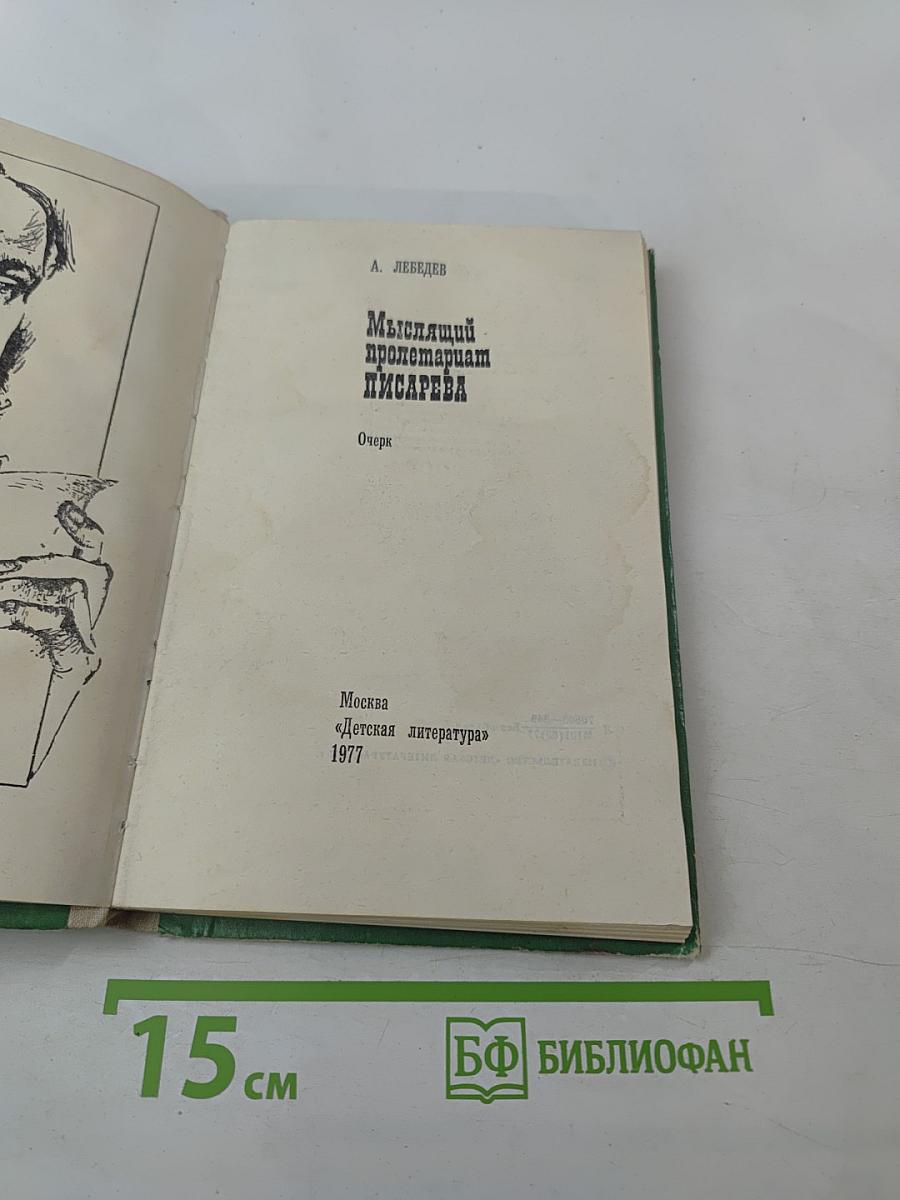 А. ЛЕБЕДЕВ
Мыслящий
пролетариат
ПИСАРЕВА
Очерк
Москва
«Детская литература»
1977
15 см
БФ БИБЛИОФАН